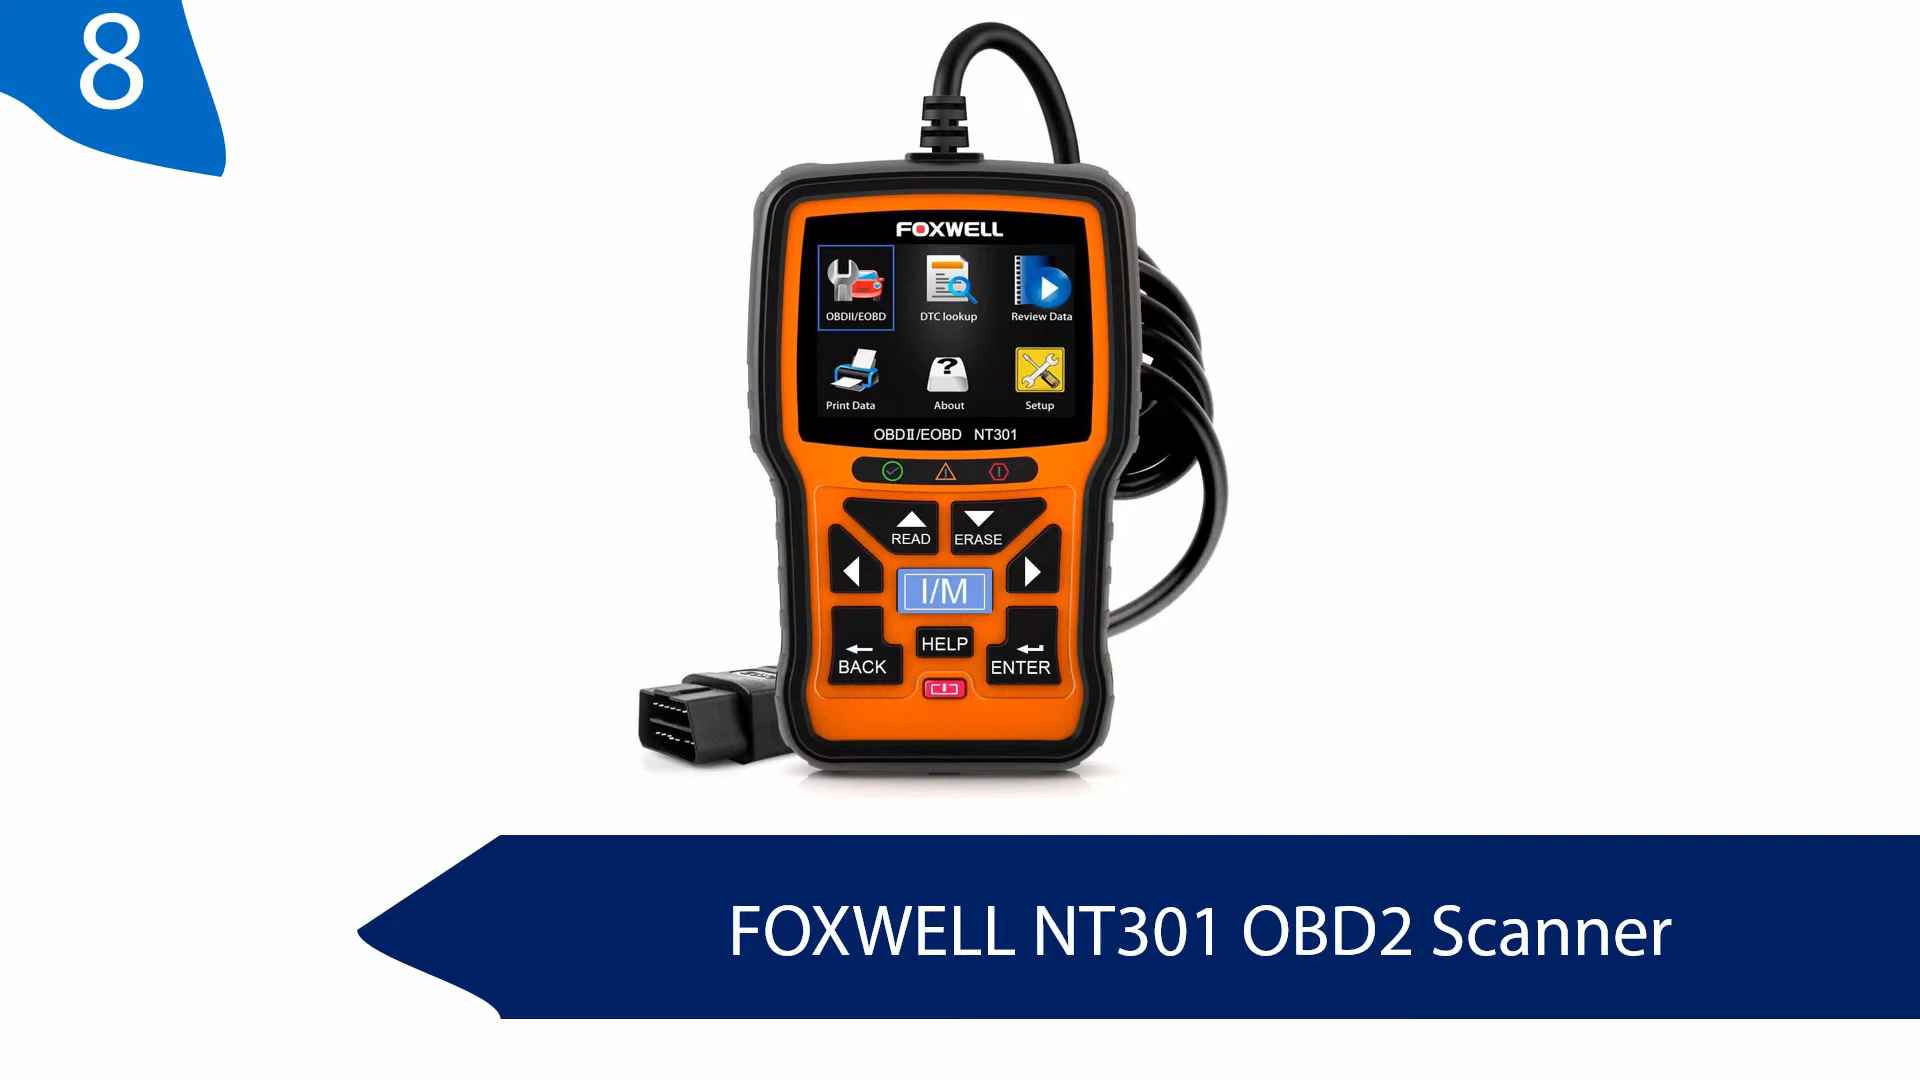 8
FOXWELL
OBDII/EOBD
DTC lookup
Review Data
Print Data
About
Setup
OBDII/EOBD NT301
READ
ERASE
I/M
HELP
BACK
ENTER
FOXWELL NT301 OBD2 Scanner